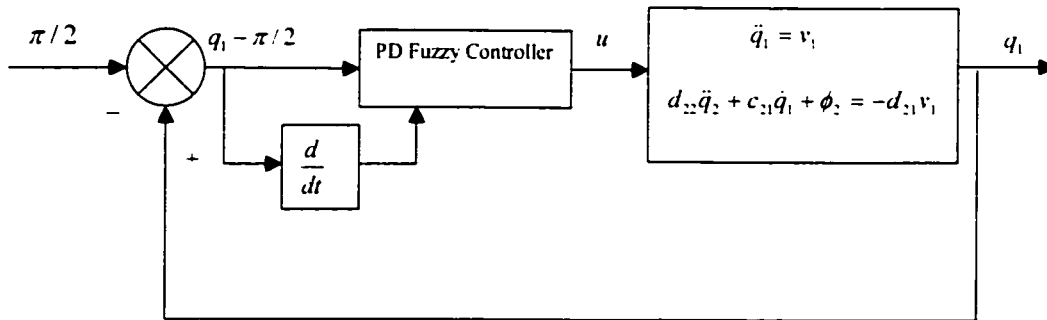 π/2
−
+
q₁ − π/2
d
dt
PD Fuzzy Controller
u
q̈₁ = v₁
d₂₂q̈₂ + c₂₁q̇₁ + ϕ₂ = −d₂₁v₁
q₁